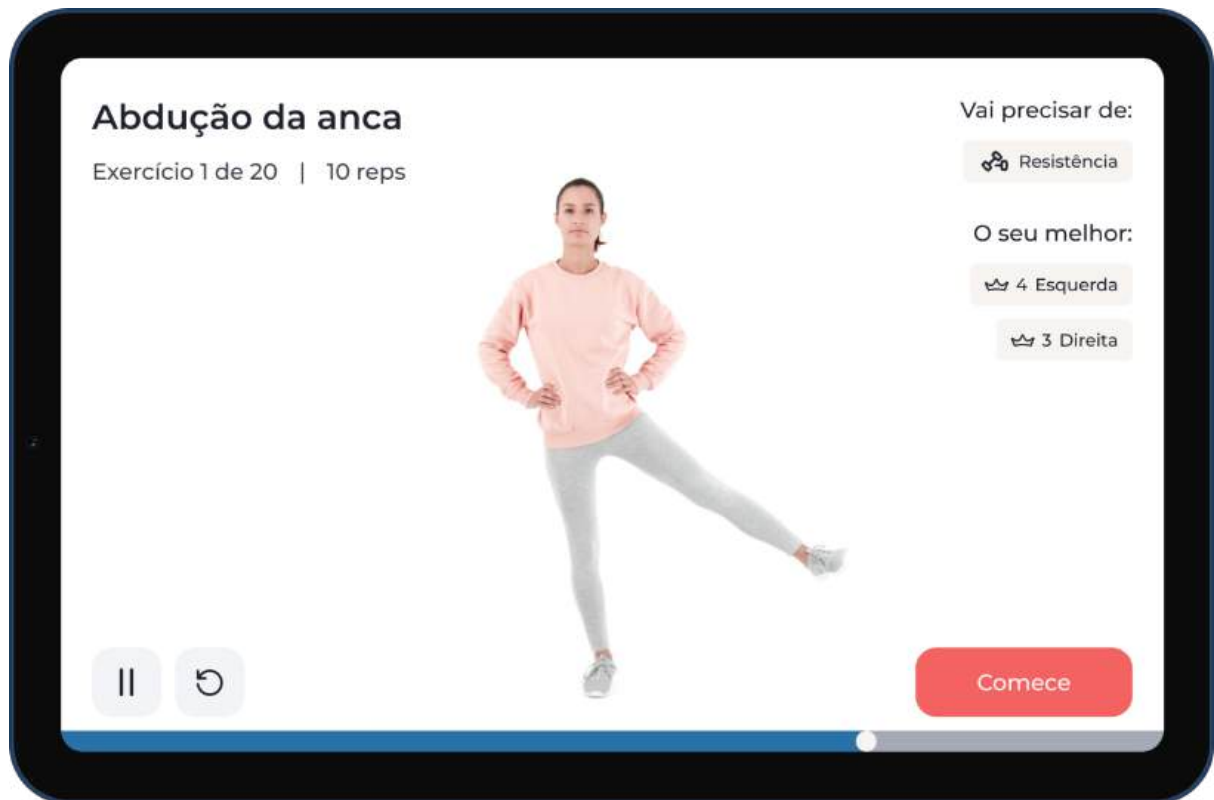 Abdução da anca
Exercício 1 de 20 | 10 reps
Vai precisar de:
Resistência
O seu melhor:
4 Esquerda
3 Direita
Comece